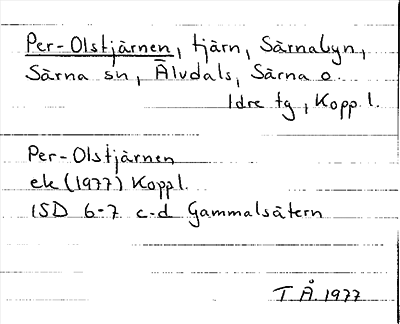 Per-Olstjärnen, tjärn, Särnabyn,
Särna sn, Älvdals, Särna o.
Idre tg, Kopp. l.
Per-Olstjärnen
ek (1977) Koppl.
ISD 6-7 c-d Gammalsätern
T Å. 1977